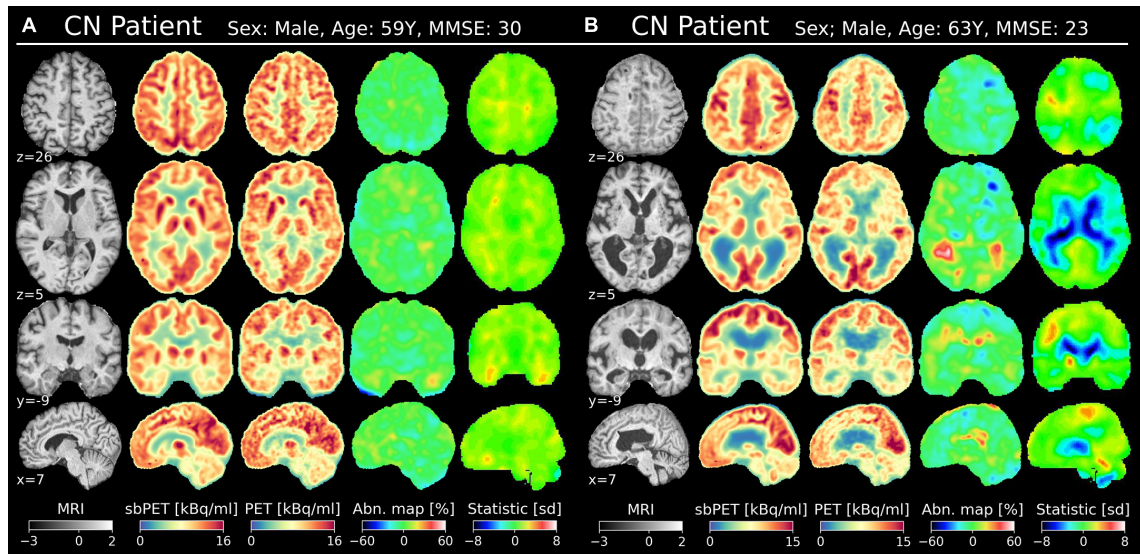 A CN Patient Sex: Male, Age: 59Y, MMSE: 30
z=26
z=5
y=-9
x=7
MRI sbPET [kBq/ml] PET [kBq/ml] Abn. map [%] Statistic [sd]
−3 0 2 0 16 0 16 −60 0 60 −8 0 8
B CN Patient Sex; Male, Age: 63Y, MMSE: 23
z=26
z=5
y=-9
x=7
MRI sbPET [kBq/ml] PET [kBq/ml] Abn. map [%] Statistic [sd]
−3 0 2 0 15 0 15 −60 0 60 −8 0 8